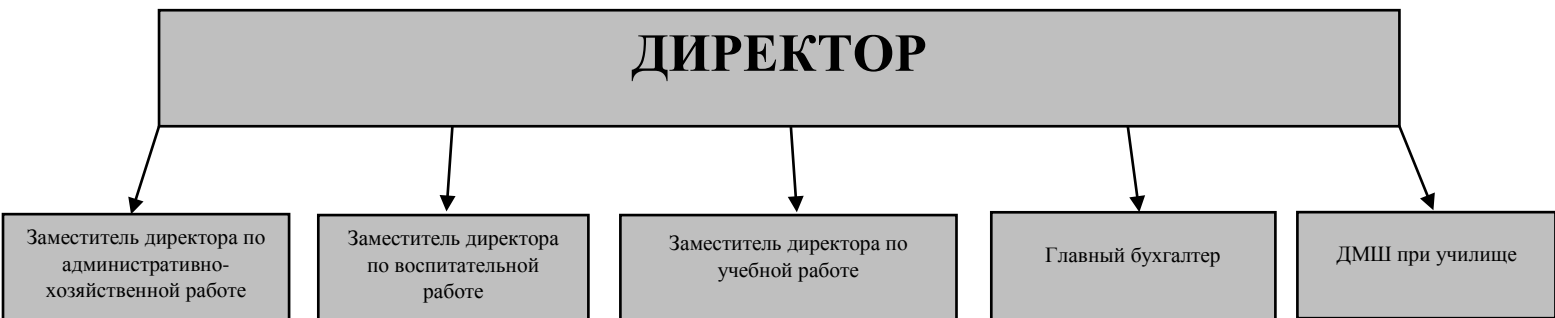 ДИРЕКТОР
Заместитель директора по
административно-
хозяйственной работе
Заместитель директора
по воспитательной
работе
Заместитель директора по
учебной работе
Главный бухгалтер
ДМШ при училище